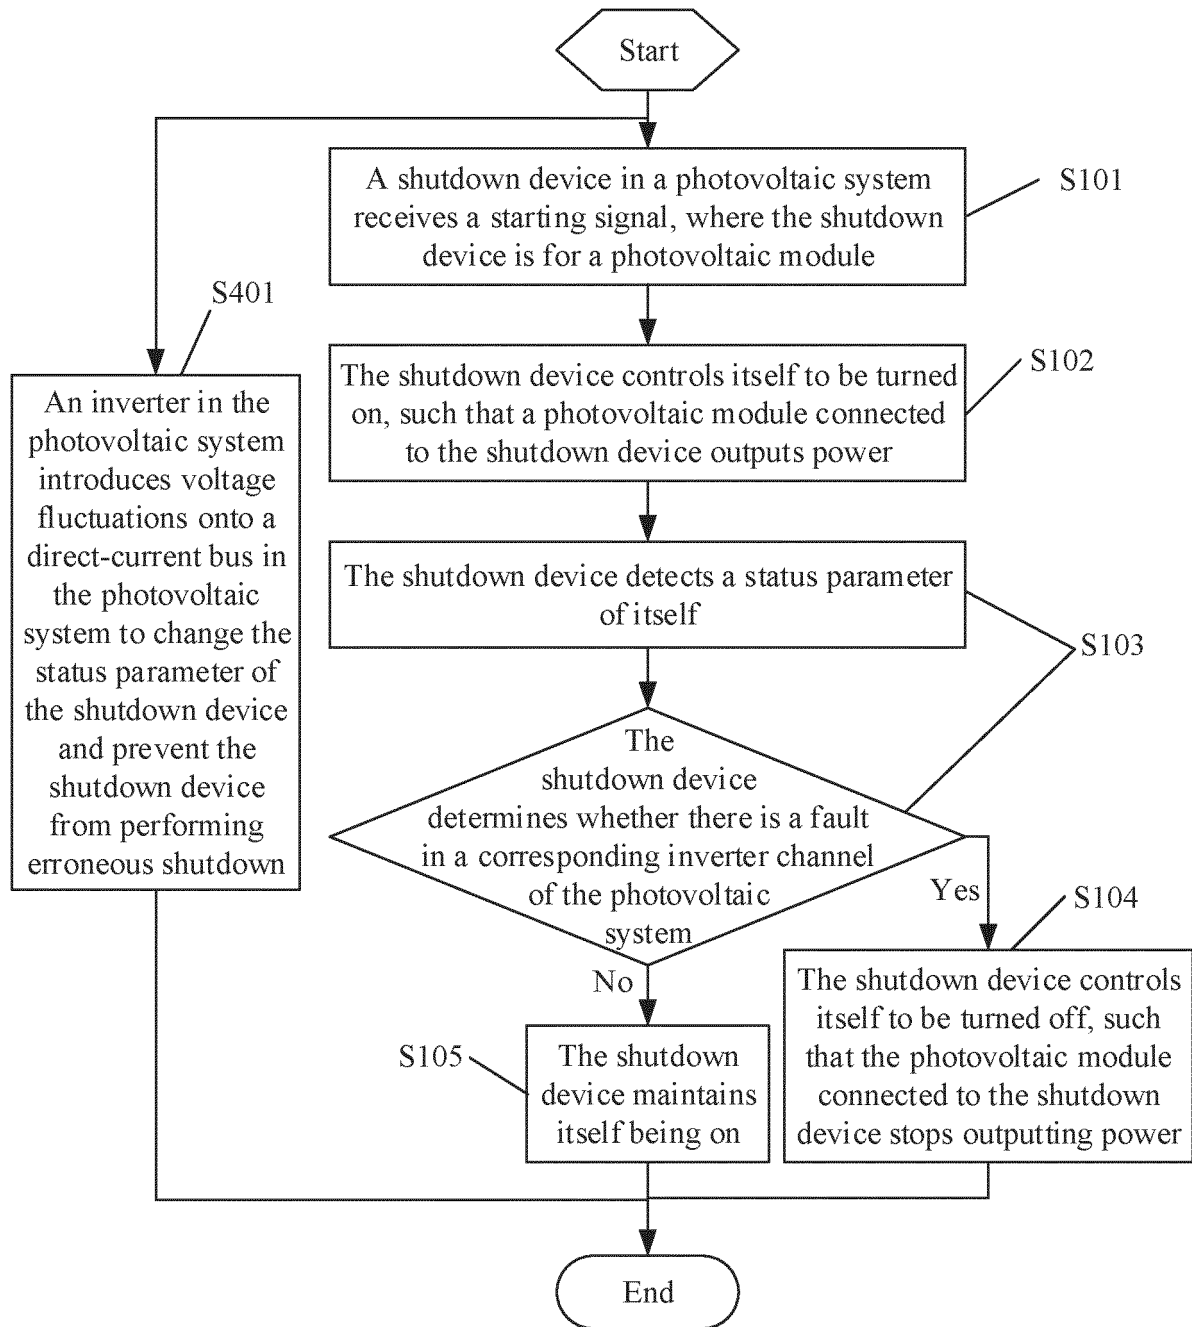 Start
A shutdown device in a photovoltaic system
receives a starting signal, where the shutdown
device is for a photovoltaic module
S101
S401
An inverter in the
photovoltaic system
introduces voltage
fluctuations onto a
direct-current bus in
the photovoltaic
system to change the
status parameter of
the shutdown device
and prevent the
shutdown device
from performing
erroneous shutdown
The shutdown device controls itself to be turned
on, such that a photovoltaic module connected
to the shutdown device outputs power
S102
The shutdown device detects a status parameter
of itself
S103
The
shutdown device
determines whether there is a fault
in a corresponding inverter channel
of the photovoltaic
system
Yes
No
S104
The shutdown device controls
itself to be turned off, such
that the photovoltaic module
connected to the shutdown
device stops outputting power
S105
The shutdown
device maintains
itself being on
End